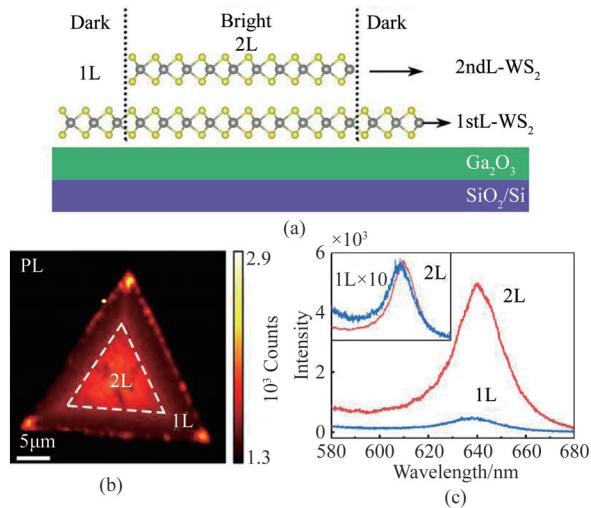 Dark
Bright
Dark
2L
1L
2ndL-WS₂
1stL-WS₂
Ga₂O₃
SiO₂/Si
(a)
PL
2.9
10³ Counts
1.3
2L
1L
5μm
(b)
×10³
6
4
2
0
Intensity
1L×10
2L
2L
1L
580 600 620 640 660 680
Wavelength/nm
(c)